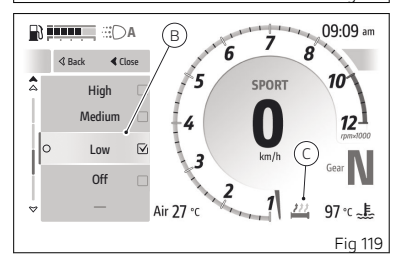 09:09 am
A
B
Back Close
High
Medium
Low
Off
1
2
3
4
5
6
7
8
10
12
rpm×1000
SPORT
0
km/h
C
Gear N
Air 27 °C
97 °C
Fig 119